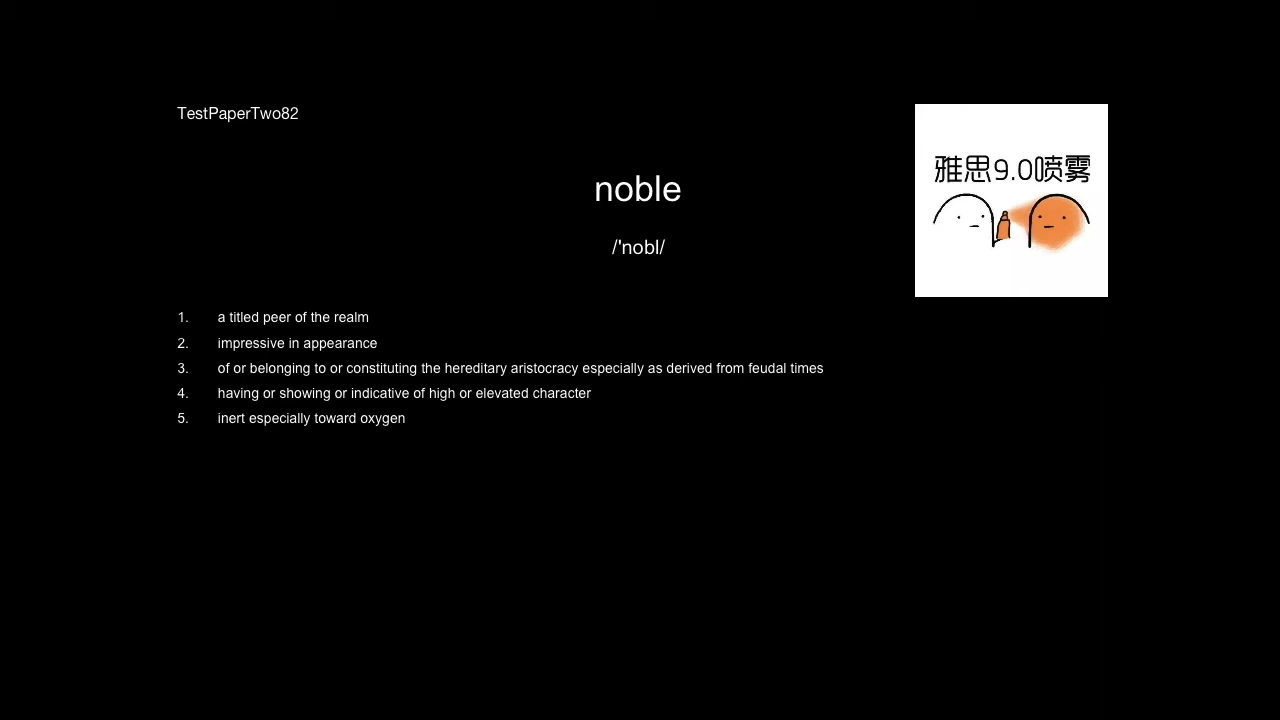 TestPaperTwo82
雅思9.0喷雾
noble
/'nobl/
1. a titled peer of the realm
2. impressive in appearance
3. of or belonging to or constituting the hereditary aristocracy especially as derived from feudal times
4. having or showing or indicative of high or elevated character
5. inert especially toward oxygen